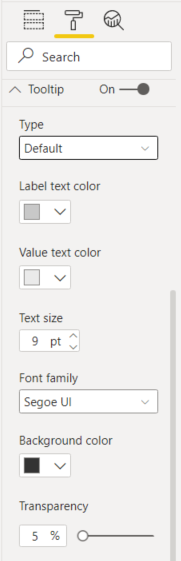 Search
Tooltip On
Type
Default
Label text color
Value text color
Text size
9 pt
Font family
Segoe UI
Background color
Transparency
5 %